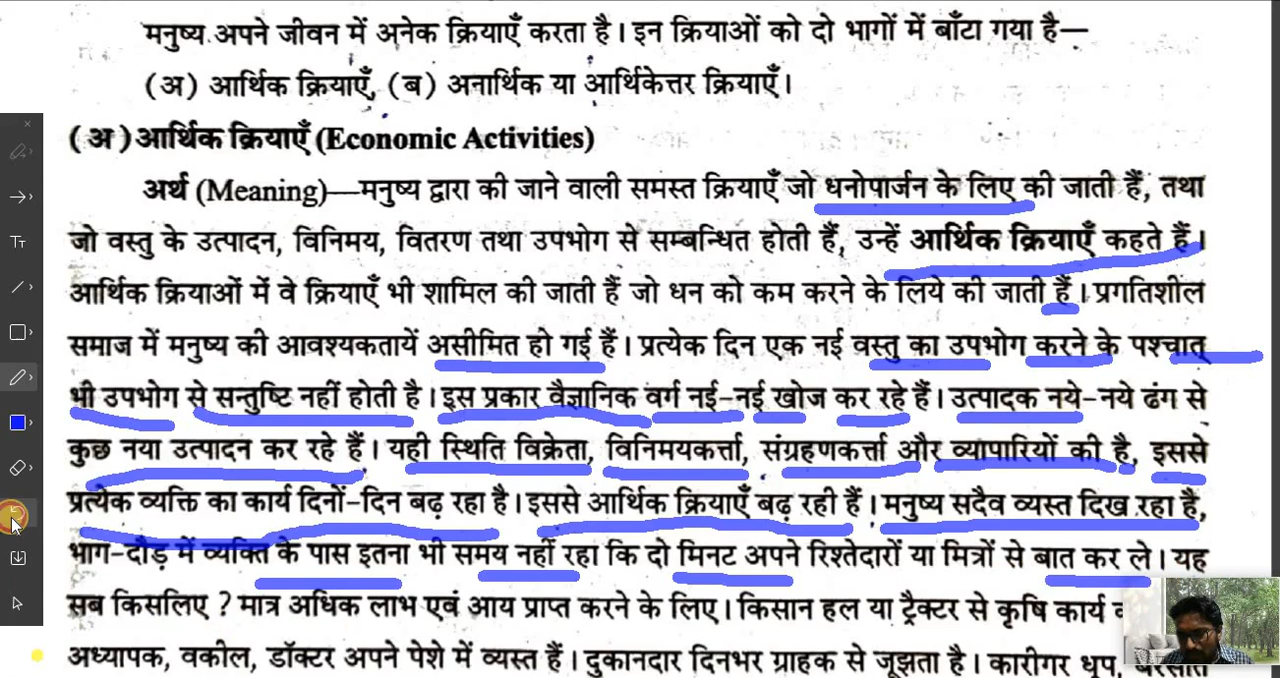 मनुष्य अपने जीवन में अनेक क्रियाएँ करता है। इन क्रियाओं को दो भागों में बाँटा गया है—
(अ) आर्थिक क्रियाएँ, (ब) अनार्थिक या आर्थिकेत्तर क्रियाएँ।
(अ) आर्थिक क्रियाएँ (Economic Activities)
अर्थ (Meaning)—मनुष्य द्वारा की जाने वाली समस्त क्रियाएँ जो धनोपार्जन के लिए की जाती हैं, तथा
जो वस्तु के उत्पादन, विनिमय, वितरण तथा उपभोग से सम्बन्धित होती हैं, उन्हें आर्थिक क्रियाएँ कहते हैं।
आर्थिक क्रियाओं में वे क्रियाएँ भी शामिल की जाती हैं जो धन को कम करने के लिये की जाती हैं। प्रगतिशील
समाज में मनुष्य की आवश्यकतायें असीमित हो गई हैं। प्रत्येक दिन एक नई वस्तु का उपभोग करने के पश्चात्
भी उपभोग से सन्तुष्टि नहीं होती है। इस प्रकार वैज्ञानिक वर्ग नई-नई खोज कर रहे हैं। उत्पादक नये-नये ढंग से
कुछ नया उत्पादन कर रहे हैं। यही स्थिति विक्रेता, विनिमयकर्त्ता, संग्रहणकर्त्ता और व्यापारियों की है, इससे
प्रत्येक व्यक्ति का कार्य दिनों-दिन बढ़ रहा है। इससे आर्थिक क्रियाएँ बढ़ रही हैं। मनुष्य सदैव व्यस्त दिख रहा है,
भाग-दौड़ में व्यक्ति के पास इतना भी समय नहीं रहा कि दो मिनट अपने रिश्तेदारों या मित्रों से बात कर ले। यह
सब किसलिए ? मात्र अधिक लाभ एवं आय प्राप्त करने के लिए। किसान हल या ट्रैक्टर से कृषि कार्य
अध्यापक, वकील, डॉक्टर अपने पेशे में व्यस्त हैं। दुकानदार दिनभर ग्राहक से जूझता है। कारीगर धूप, बरसात